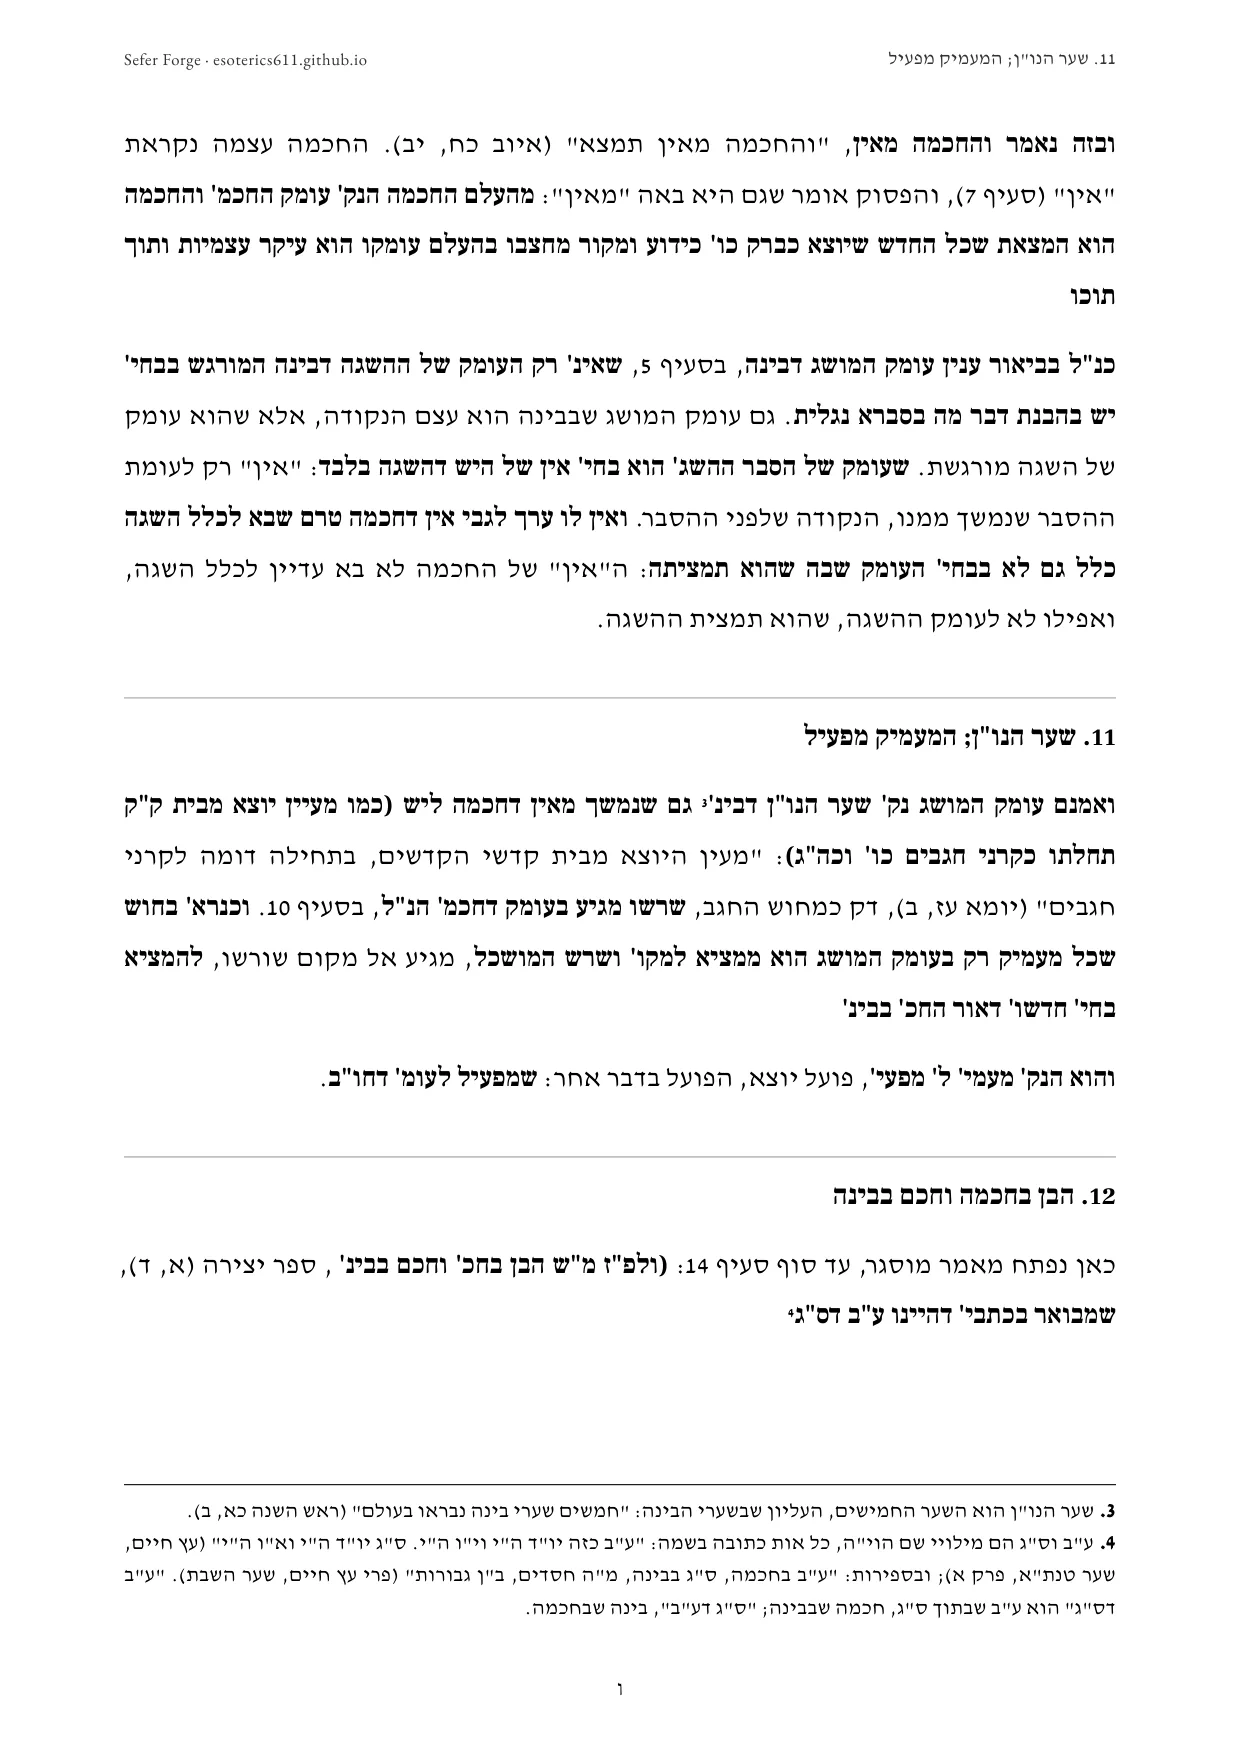 11. שער הנו"ן; המעמיק מפעיל
Sefer Forge · esoterics611.github.io
ובזה נאמר והחכמה מאין, "והחכמה מאין תמצא" (איוב כח, יב). החכמה עצמה נקראת
"אין" (סעיף 7), והפסוק אומר שגם היא באה "מאין": מהעלם החכמה הנק' עומק החכמ' והחכמה
הוא המצאת שכל החדש שיוצא כברק כו' כידוע ומקור מחצבו בהעלם עומקו הוא עיקר עצמיות ותוך
תוכו
כנ"ל בביאור ענין עומק המושג דבינה, בסעיף 5, שאינ' רק העומק של ההשגה דבינה המורגש בבחי'
יש בהבנת דבר מה בסברא נגלית. גם עומק המושג שבבינה הוא עצם הנקודה, אלא שהוא עומק
של השגה מורגשת. שעומק של הסבר ההשג' הוא בחי' אין של היש דהשגה בלבד: "אין" רק לעומת
ההסבר שנמשך ממנו, הנקודה שלפני ההסבר. ואין לו ערך לגבי אין דחכמה טרם שבא לכלל השגה
כלל גם לא בבחי' העומק שבה שהוא תמציתה: ה"אין" של החכמה לא בא עדיין לכלל השגה,
ואפילו לא לעומק ההשגה, שהוא תמצית ההשגה.
11. שער הנו"ן; המעמיק מפעיל
ואמנם עומק המושג נק' שער הנו"ן דבינ'³ גם שנמשך מאין דחכמה ליש (כמו מעיין יוצא מבית ק"ק
תחלתו כקרני חגבים כו' וכה"ג): "מעין היוצא מבית קדשי הקדשים, בתחילה דומה לקרני
חגבים" (יומא עז, ב), דק כמחוש החגב, שרשו מגיע בעומק דחכמ' הנ"ל, בסעיף 10. וכנרא' בחוש
שכל מעמיק רק בעומק המושג הוא ממציא למקו' ושרש המושכל, מגיע אל מקום שורשו, להמציא
בחי' חדשו' דאור החכ' בבינ'
והוא הנק' מעמי' ל' מפעי', פועל יוצא, הפועל בדבר אחר: שמפעיל לעומ' דחו"ב.
12. הבן בחכמה וחכם בבינה
כאן נפתח מאמר מוסגר, עד סוף סעיף 14: (ולפ"ז מ"ש הבן בחכ' וחכם בבינ' , ספר יצירה (א, ד),
שמבואר בכתבי' דהיינו ע"ב דס"ג⁴
3. שער הנו"ן הוא השער החמישים, העליון שבשערי הבינה: "חמשים שערי בינה נבראו בעולם" (ראש השנה כא, ב).
4. ע"ב וס"ג הם מילויי שם הוי"ה, כל אות כתובה בשמה: "ע"ב כזה יו"ד ה"י וי"ו ה"י. ס"ג יו"ד ה"י וא"ו ה"י" (עץ חיים,
שער טנת"א, פרק א); ובספירות: "ע"ב בחכמה, ס"ג בבינה, מ"ה חסדים, ב"ן גבורות" (פרי עץ חיים, שער השבת). "ע"ב
דס"ג" הוא ע"ב שבתוך ס"ג, חכמה שבבינה; "ס"ג דע"ב", בינה שבחכמה.
ו